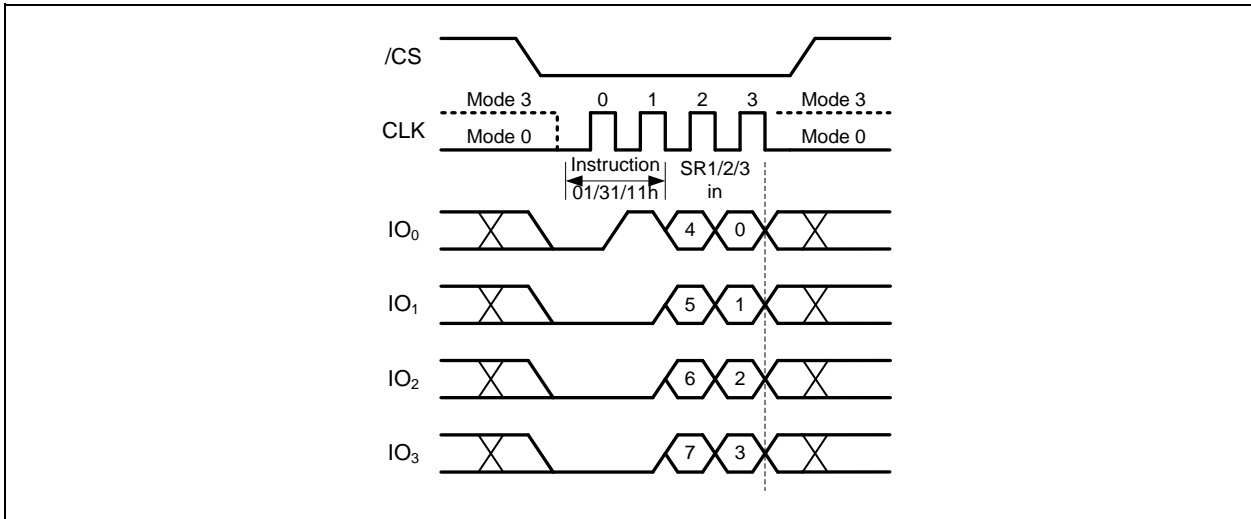 /CS
0 1 2 3
Mode 3 Mode 3
CLK
Mode 0 Mode 0
Instruction SR1/2/3
01/31/11h in
IO0 4 0
IO1 5 1
IO2 6 2
IO3 7 3